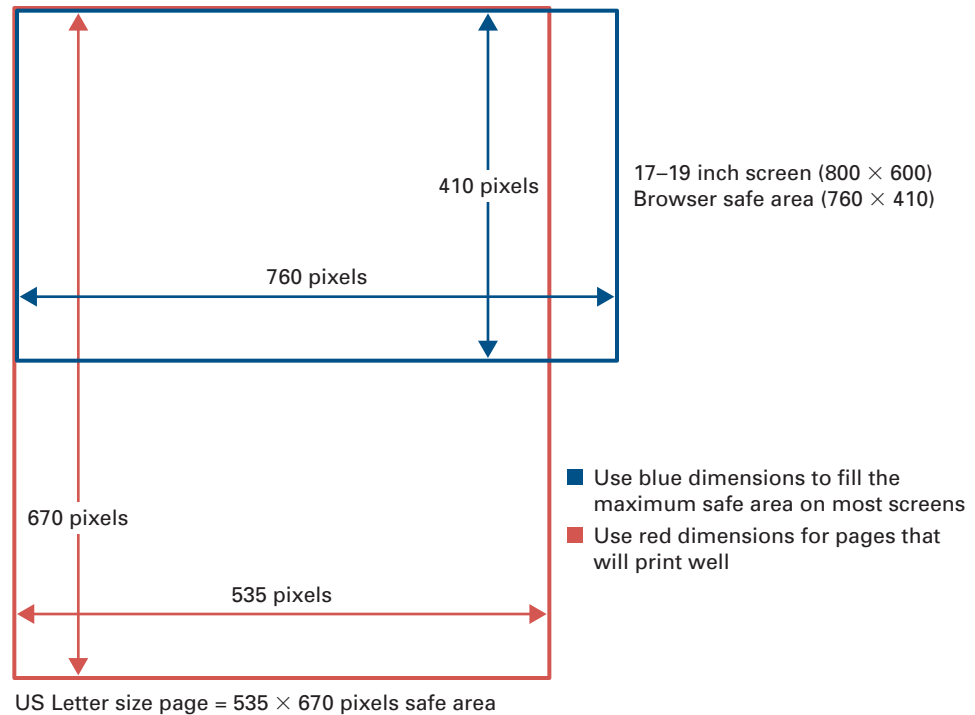 410 pixels
17–19 inch screen (800 × 600)
Browser safe area (760 × 410)
760 pixels
Use blue dimensions to fill the
maximum safe area on most screens
670 pixels
Use red dimensions for pages that
will print well
535 pixels
US Letter size page = 535 × 670 pixels safe area